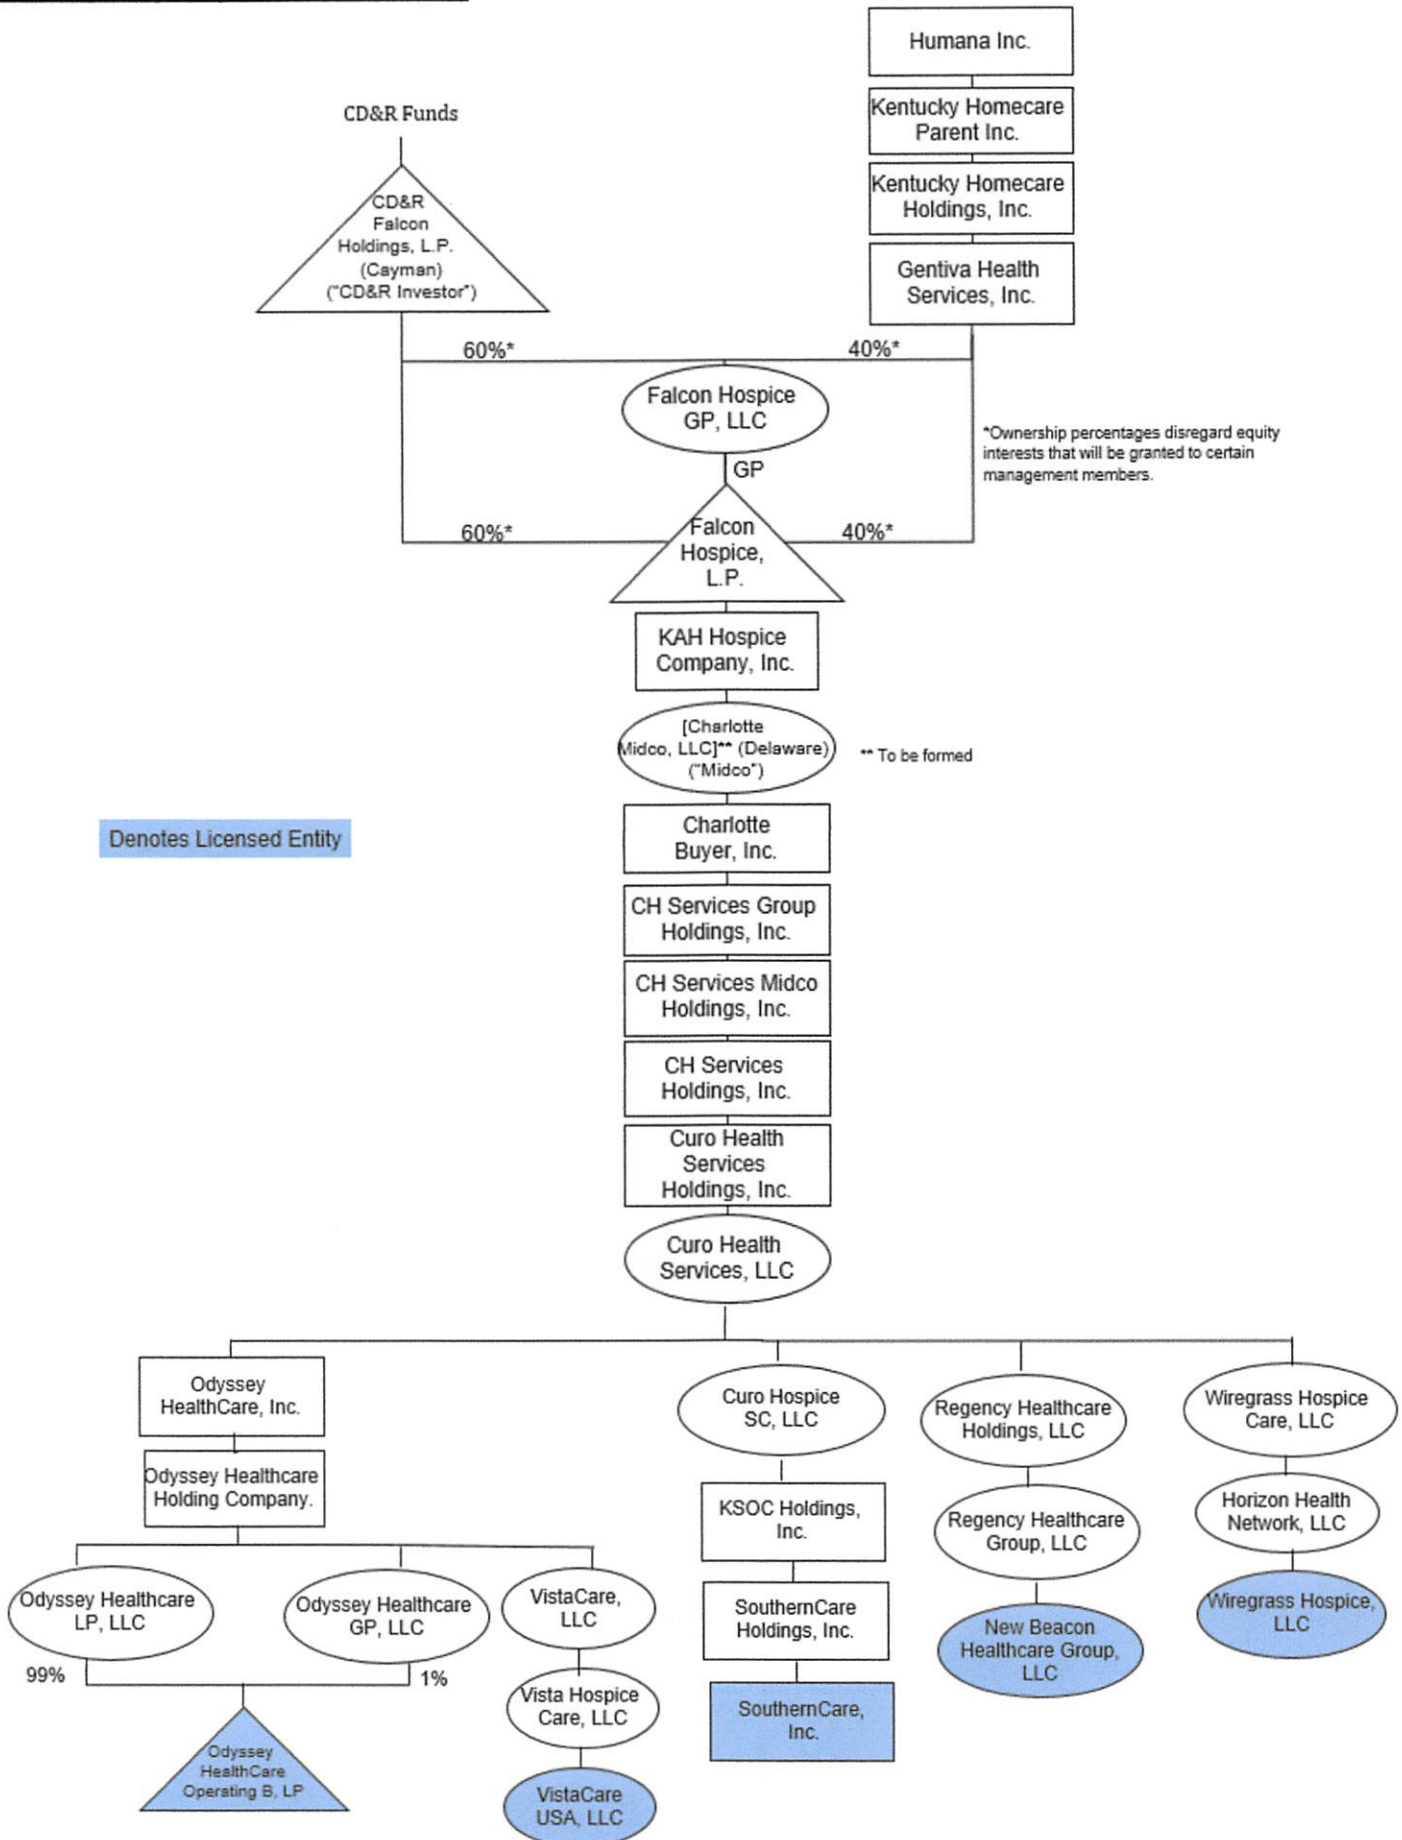 Humana Inc.
Kentucky Homecare
Parent Inc.
Kentucky Homecare
Holdings, Inc.
Gentiva Health
Services, Inc.
CD&R Funds
CD&R
Falcon
Holdings, L.P.
(Cayman)
("CD&R Investor")
60%*
40%*
Falcon Hospice
GP, LLC
GP
*Ownership percentages disregard equity
interests that will be granted to certain
management members.
60%*
40%*
Falcon
Hospice,
L.P.
KAH Hospice
Company, Inc.
[Charlotte
Midco, LLC]** (Delaware)
("Midco")
** To be formed
Denotes Licensed Entity
Charlotte
Buyer, Inc.
CH Services Group
Holdings, Inc.
CH Services Midco
Holdings, Inc.
CH Services
Holdings, Inc.
Curo Health
Services
Holdings, Inc.
Curo Health
Services, LLC
Odyssey
HealthCare, Inc.
Odyssey Healthcare
Holding Company.
Odyssey Healthcare
LP, LLC
Odyssey Healthcare
GP, LLC
99%
1%
Odyssey
HealthCare
Operating B, LP
VistaCare,
LLC
Vista Hospice
Care, LLC
VistaCare
USA, LLC
Curo Hospice
SC, LLC
KSOC Holdings,
Inc.
SouthernCare
Holdings, Inc.
SouthernCare,
Inc.
Regency Healthcare
Holdings, LLC
Regency Healthcare
Group, LLC
New Beacon
Healthcare Group,
LLC
Wiregrass Hospice
Care, LLC
Horizon Health
Network, LLC
Wiregrass Hospice,
LLC